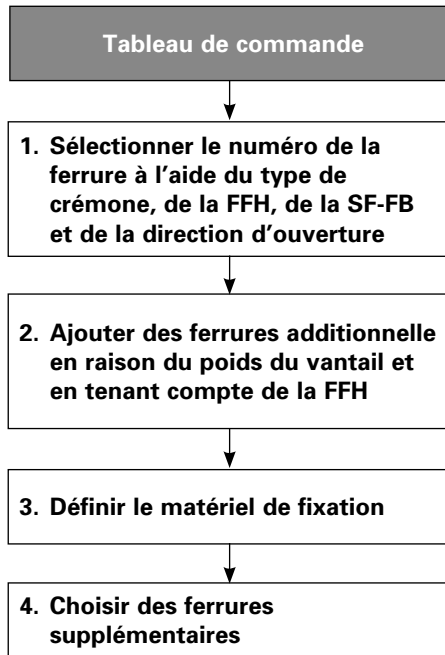 Tableau de commande
1. Sélectionner le numéro de la
ferrure à l’aide du type de
crémone, de la FFH, de la SF-FB
et de la direction d’ouverture
2. Ajouter des ferrures additionnelle
en raison du poids du vantail et
en tenant compte de la FFH
3. Définir le matériel de fixation
4. Choisir des ferrures
supplémentaires